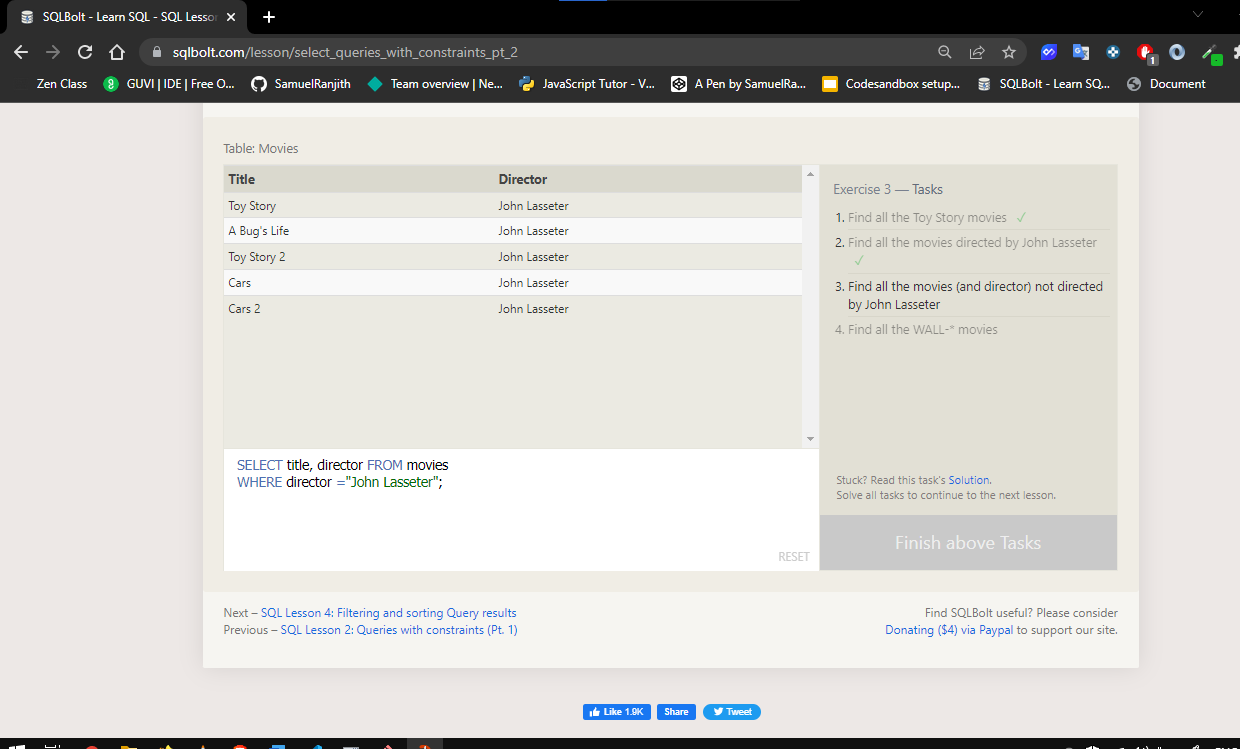 SQLBolt - Learn SQL - SQL Lesson
sqlbolt.com/lesson/select_queries_with_constraints_pt_2
1
Zen Class
GUVI | IDE | Free O...
SamuelRanjith
Team overview | Ne...
JavaScript Tutor - V...
A Pen by SamuelRa...
Codesandbox setup...
SQLBolt - Learn SQ...
Document
Table: Movies
Title Director
Toy Story John Lasseter
A Bug's Life John Lasseter
Toy Story 2 John Lasseter
Cars John Lasseter
Cars 2 John Lasseter
SELECT title, director FROM movies
WHERE director ="John Lasseter";
RESET
Exercise 3 — Tasks
1. Find all the Toy Story movies ✓
2. Find all the movies directed by John Lasseter
✓
3. Find all the movies (and director) not directed
by John Lasseter
4. Find all the WALL-* movies
Stuck? Read this task's Solution.
Solve all tasks to continue to the next lesson.
Finish above Tasks
Next – SQL Lesson 4: Filtering and sorting Query results
Previous – SQL Lesson 2: Queries with constraints (Pt. 1)
Find SQLBolt useful? Please consider
Donating ($4) via Paypal to support our site.
Like 1.9K
Share
Tweet